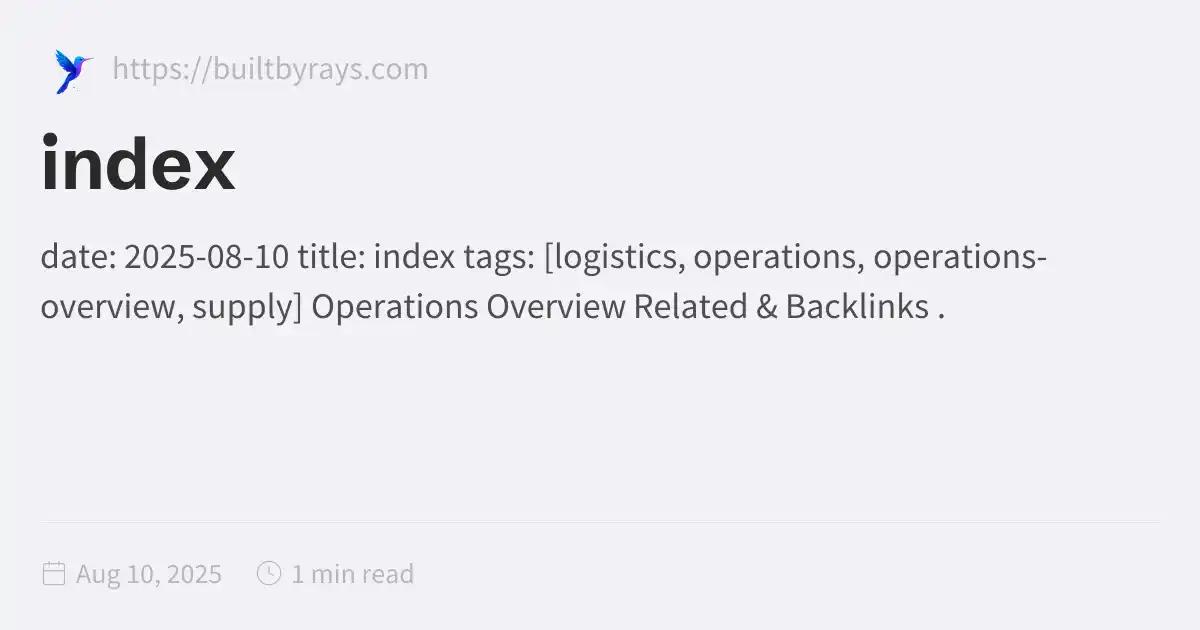 https://builtbyrays.com
index
date: 2025-08-10 title: index tags: [logistics, operations, operations-
overview, supply] Operations Overview Related & Backlinks .
Aug 10, 2025 1 min read